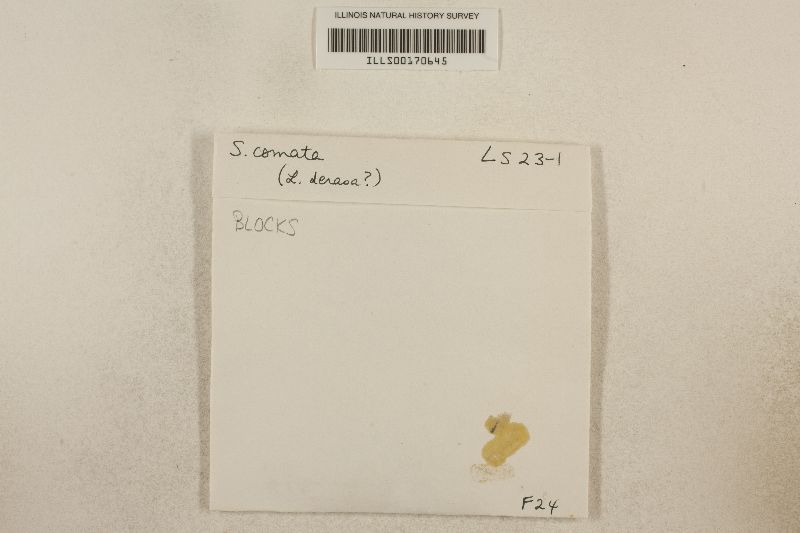 ILLINOIS NATURAL HISTORY SURVEY
ILLS00170645
S. comata LS 23-1
(L. derasa?)
BLOCKS
F24